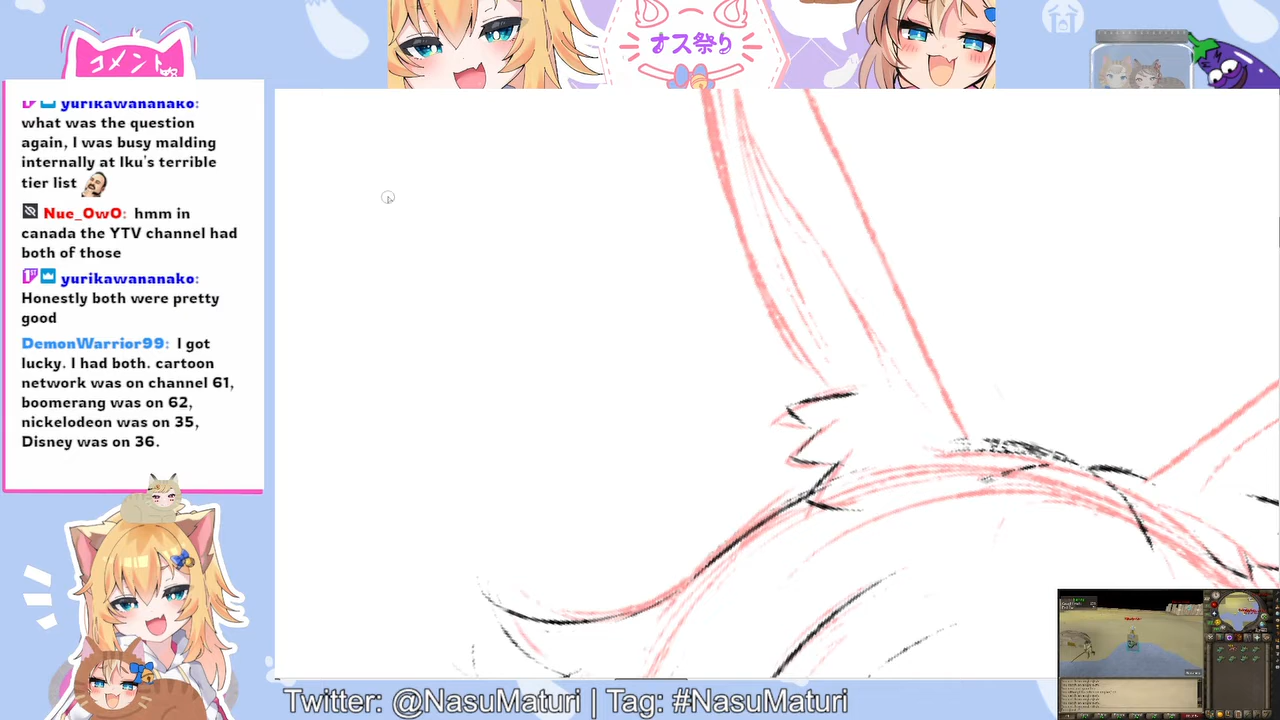 コメント
オス祭り
yurikawananako:
what was the question
again, I was busy malding
internally at Iku's terrible
tier list
Nue_OwO: hmm in
canada the YTV channel had
both of those
yurikawananako:
Honestly both were pretty
good
DemonWarrior99: I got
lucky. I had both. cartoon
network was on channel 61,
boomerang was on 62,
nickelodeon was on 35,
Disney was on 36.
Twitter @NasuMaturi | Tag: #NasuMaturi